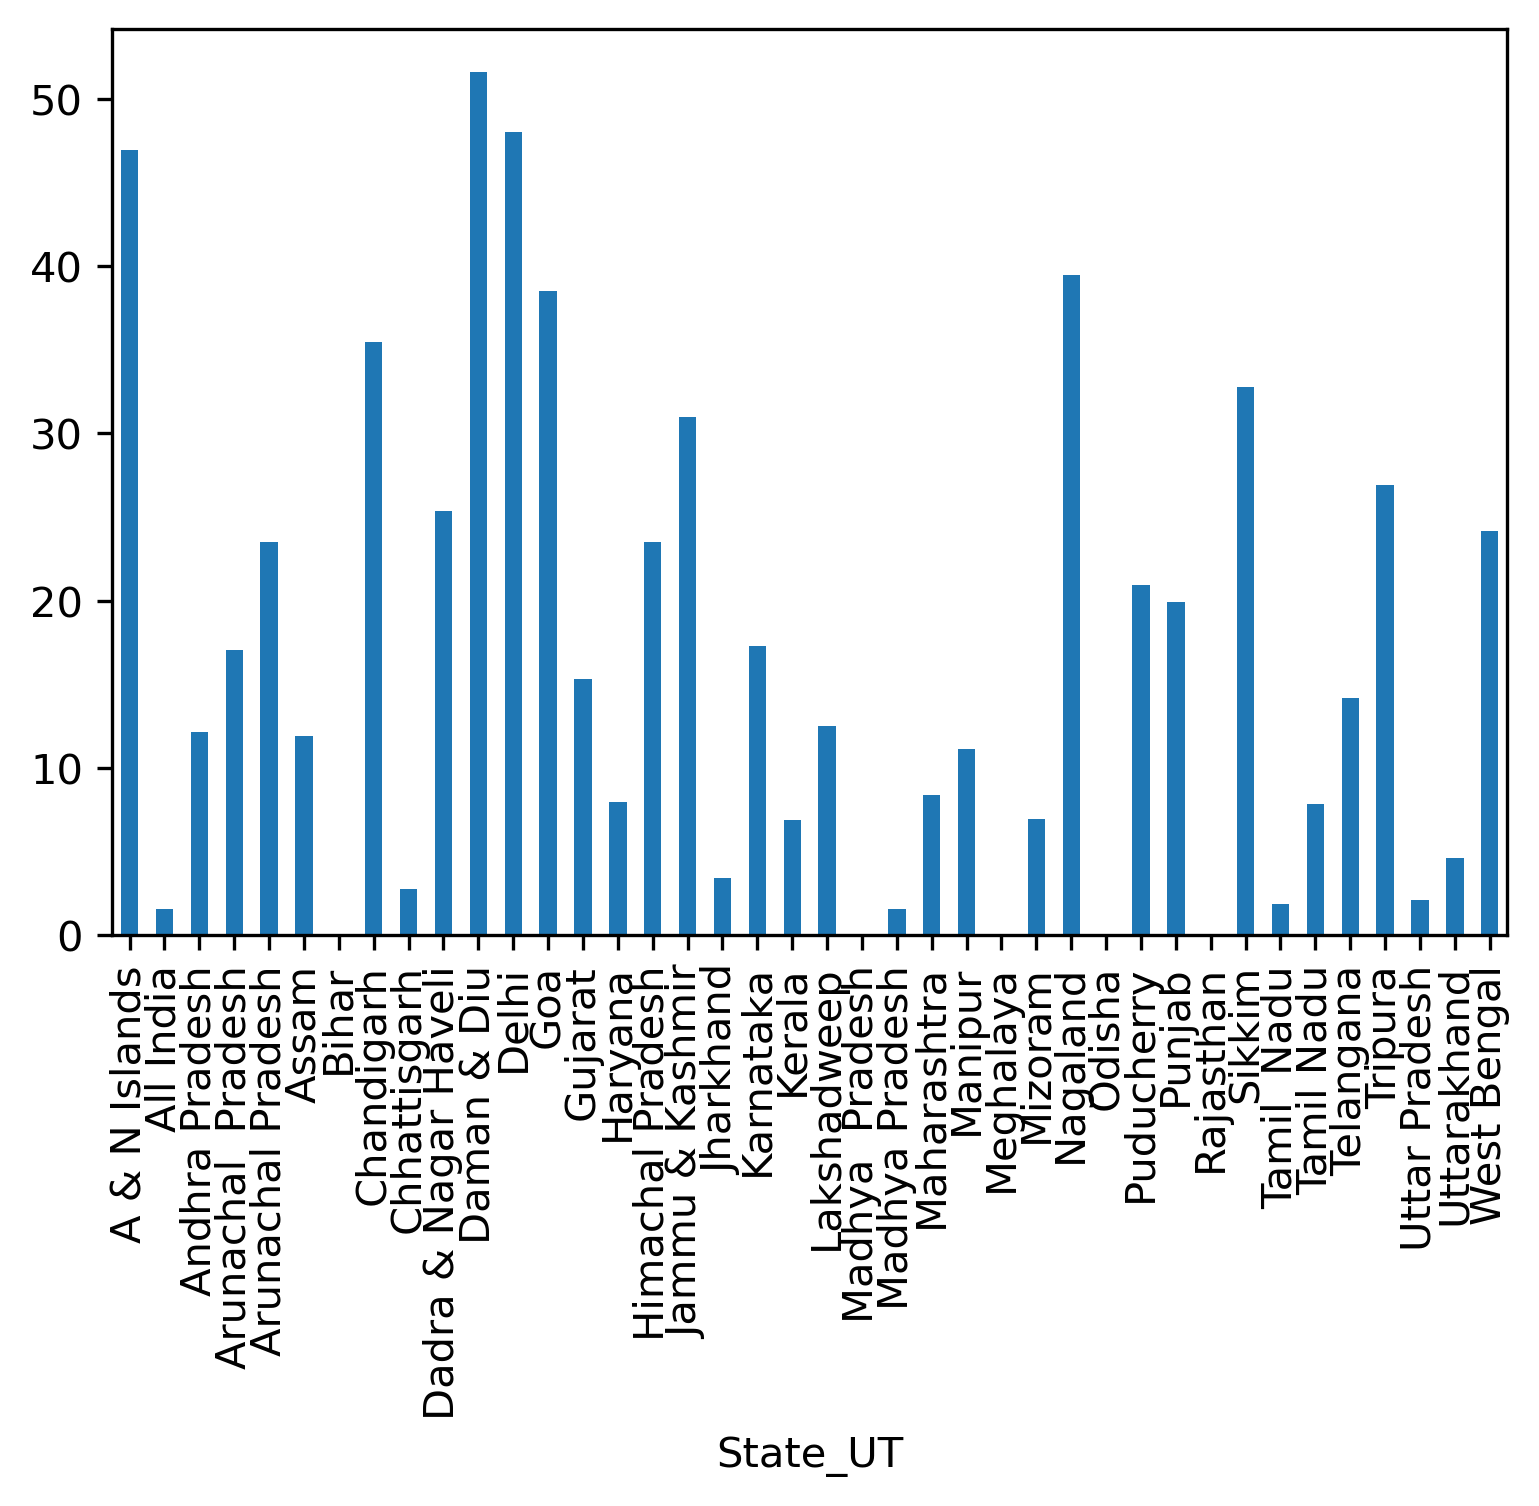 50
40
30
20
10
0
A & N Islands
All India
Andhra Pradesh
Arunachal  Pradesh
Arunachal Pradesh
Assam
Bihar
Chandigarh
Chhattisgarh
Dadra & Nagar Haveli
Daman & Diu
Delhi
Goa
Gujarat
Haryana
Himachal Pradesh
Jammu & Kashmir
Jharkhand
Karnataka
Kerala
Lakshadweep
Madhya  Pradesh
Madhya Pradesh
Maharashtra
Manipur
Meghalaya
Mizoram
Nagaland
Odisha
Puducherry
Punjab
Rajasthan
Sikkim
Tamil  Nadu
Tamil Nadu
Telangana
Tripura
Uttar Pradesh
Uttarakhand
West Bengal
State_UT